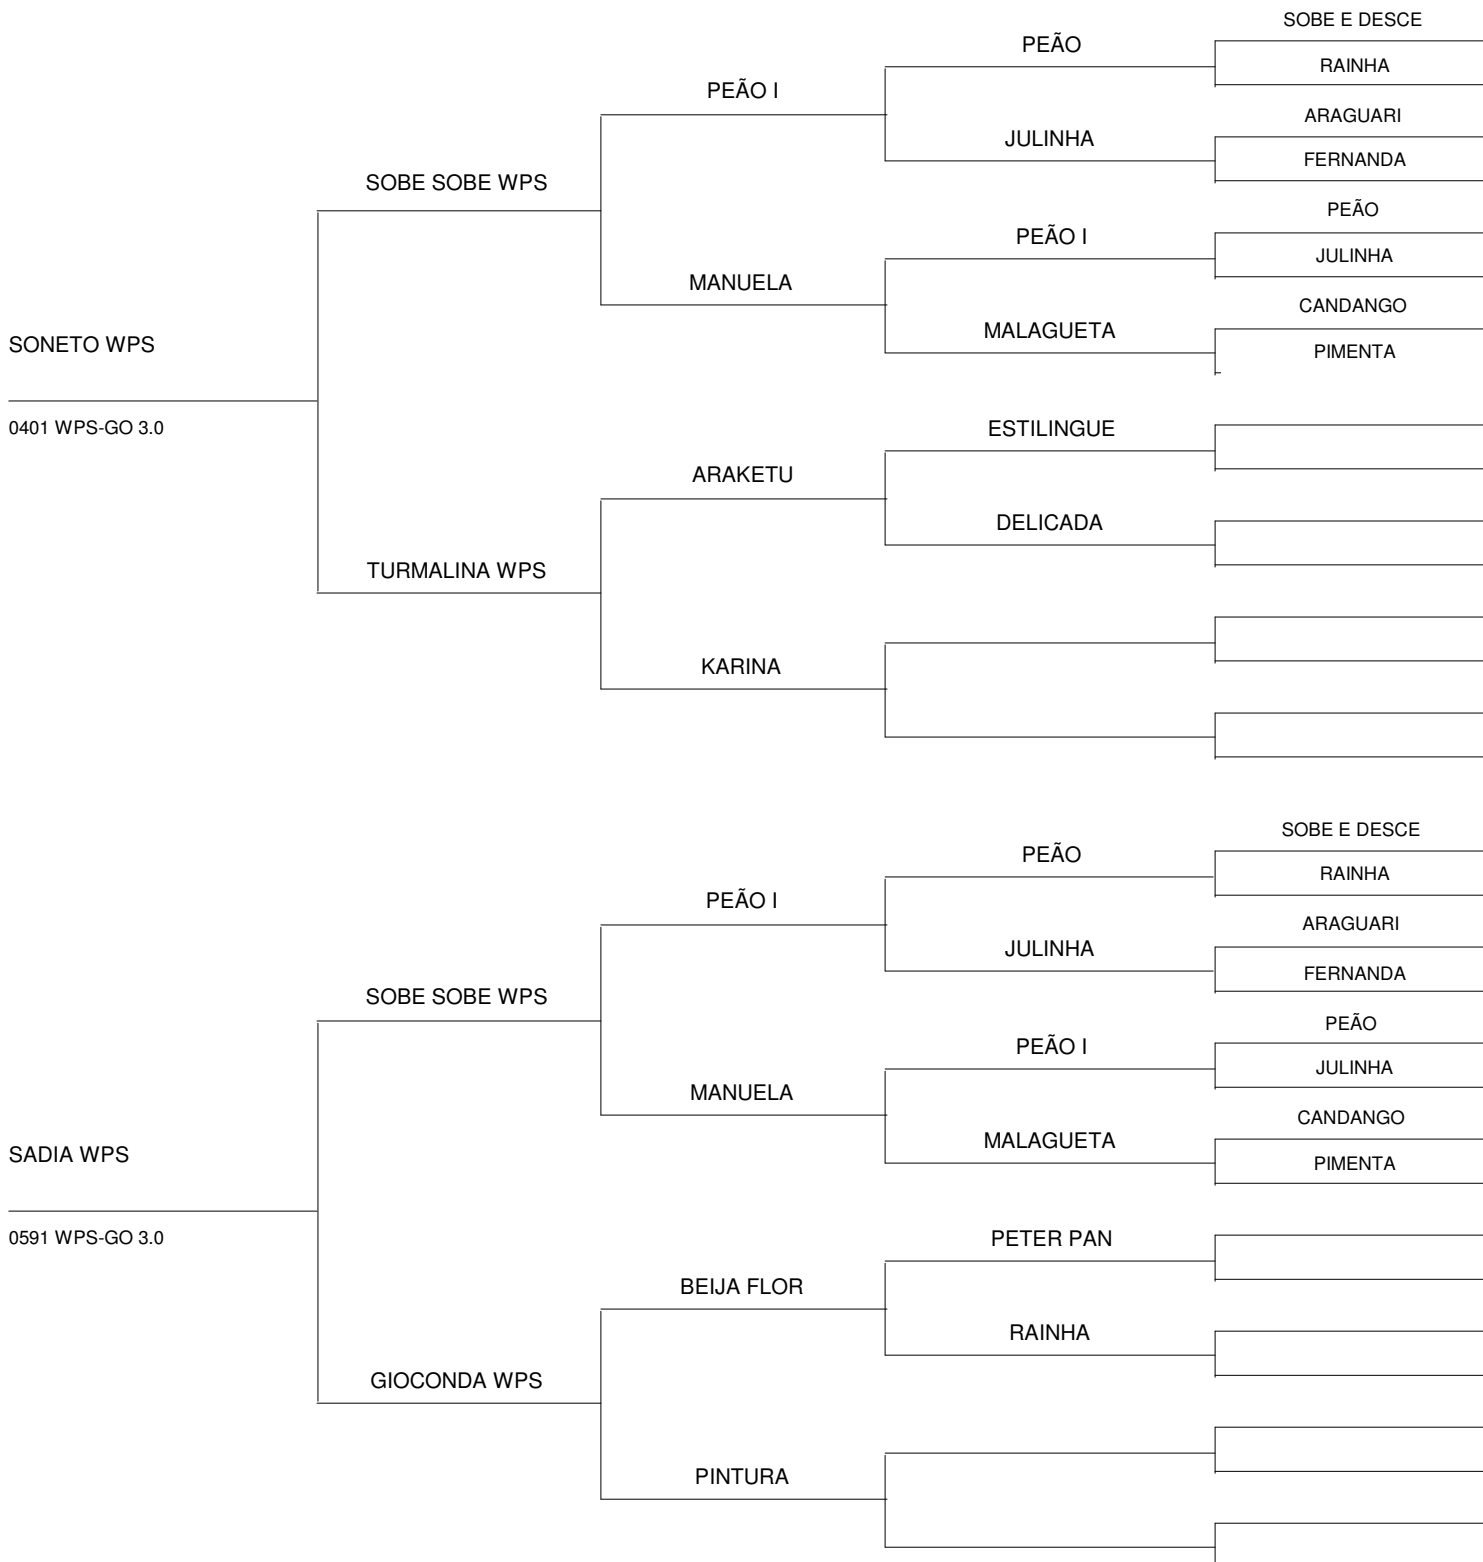 SOBE E DESCE
PEÃO
RAINHA
PEÃO I
ARAGUARI
JULINHA
FERNANDA
SOBE SOBE WPS
PEÃO
PEÃO I
JULINHA
MANUELA
CANDANGO
MALAGUETA
SONETO WPS
PIMENTA
0401 WPS-GO 3.0
ESTILINGUE
ARAKETU
DELICADA
TURMALINA WPS
KARINA
SOBE E DESCE
PEÃO
RAINHA
PEÃO I
ARAGUARI
JULINHA
FERNANDA
SOBE SOBE WPS
PEÃO
PEÃO I
JULINHA
MANUELA
CANDANGO
MALAGUETA
SADIA WPS
PIMENTA
0591 WPS-GO 3.0
PETER PAN
BEIJA FLOR
RAINHA
GIOCONDA WPS
PINTURA